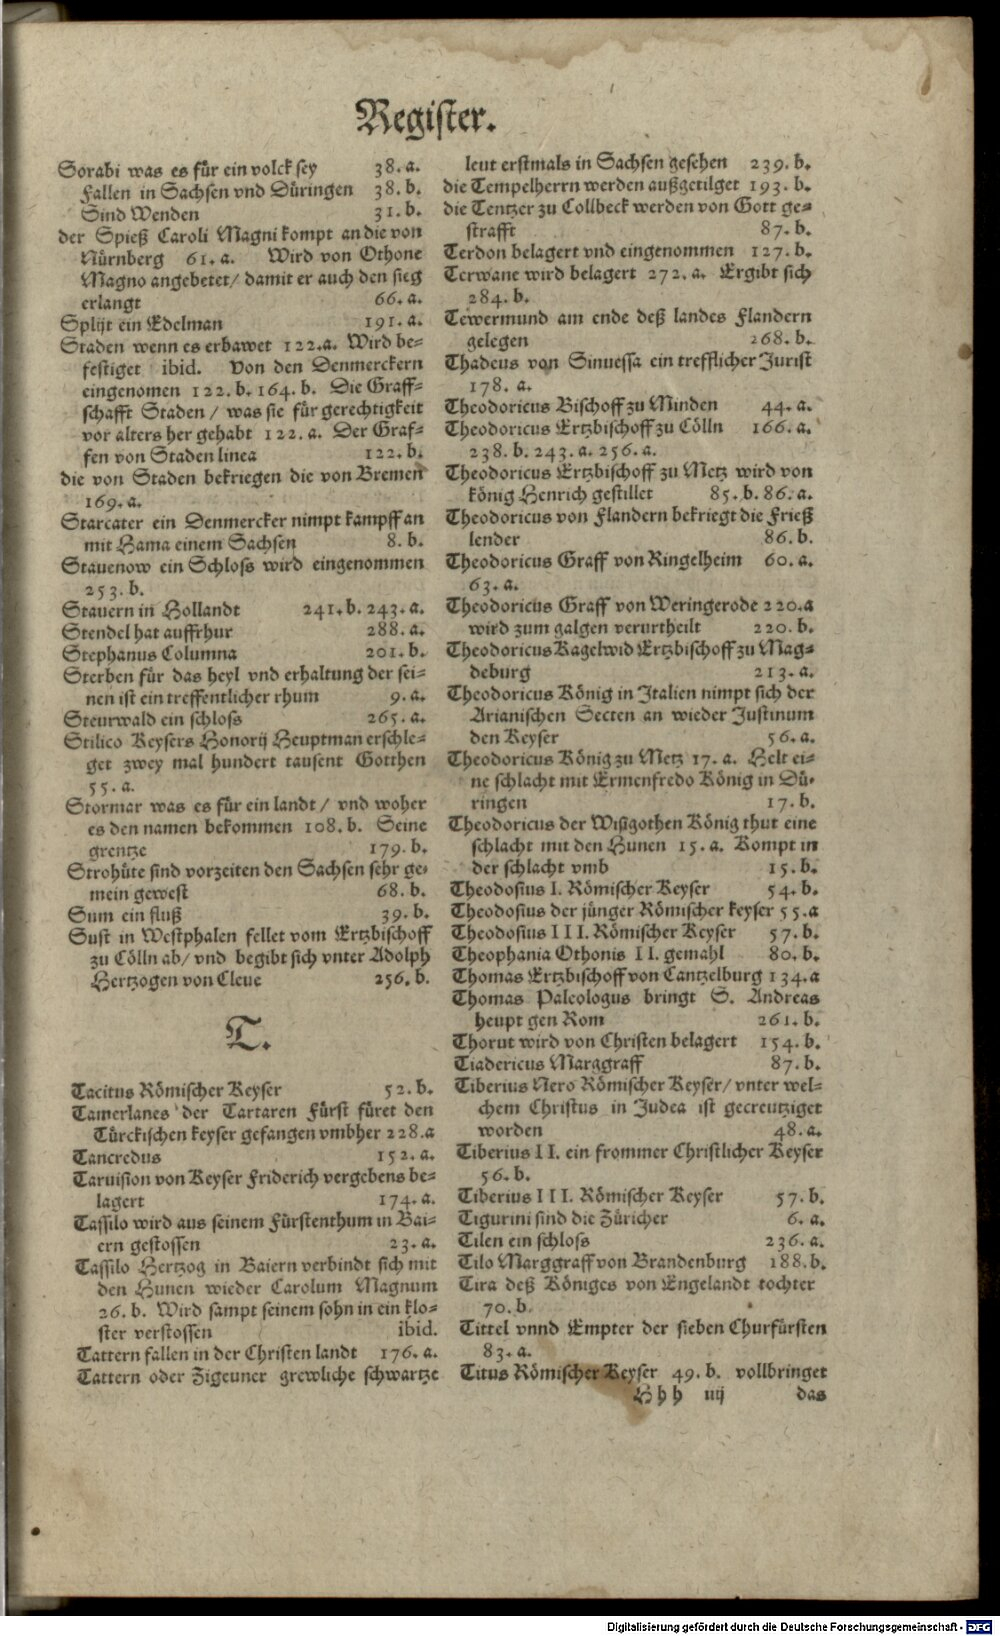 Register.
Sorabi was es für ein volck sey 38. a.
Fallen in Sachsen vnd Düringen 38. b.
Sind Wenden 31. b.
der Spieß Caroli Magni kompt an die von
Nürnberg 61. a. Wird von Othone
Magno angebetet/ damit er auch den sieg
erlangt 66. a.
Splijt ein Edelman 191. a.
Staden wenn es erbawet 122. a. Wird be-
festiget ibid. Von den Denmerckern
eingenomen 122. b. 164. b. Die Graff-
schafft Staden / was sie für gerechtigkeit
vor alters her gehabt 122. a. Der Graf-
fen von Staden linea 122. b.
die von Staden bekriegen die von Bremen
169. a.
Starcater ein Denmercker nimpt kampff an
mit Hama einem Sachsen 8. b.
Stauenow ein Schloss wird eingenommen
253. b.
Stauern in Hollandt 241. b. 243. a.
Stendel hat auffrhur 288. a.
Stephanus Columna 201. b.
Sterben für das heyl vnd erhaltung der sei-
nen ist ein treffentlicher rhum 9. a.
Steurwald ein schloss 265. a.
Stilico Keysers Honorij Heuptman erschle-
get zwey mal hundert tausent Gotthen
55. a.
Stormar was es für ein landt / vnd woher
es den namen bekommen 108. b. Seine
grentze 179. b.
Strohüte sind vorzeiten den Sachsen sehr ge-
mein gewest 68. b.
Sum ein fluß 39. b.
Sust in Westphalen fellet vom Ertzbischoff
zu Cölln ab/ vnd begibt sich vnter Adolph
Hertzogen von Cleue 256. b.
T.
Tacitus Römischer Keyser 52. b.
Tamerlanes der Tartaren Fürst füret den
Türckischen keyser gefangen vmbher 228. a
Tancredus 152. a.
Taruision von Keyser Friderich vergebens be-
lagert 174. a.
Tassilo wird aus seinem Fürstenthum in Bai-
ern gestossen 23. a.
Tassilo Hertzog in Baiern verbindt sich mit
den Hunen wieder Carolum Magnum
26. b. Wird sampt seinem sohn in ein klo-
ster verstossen ibid.
Tattern fallen in der Christen landt 176. a.
Tattern oder Zigeuner grewliche schwartze
leut erstmals in Sachsen gesehen 239. b.
die Tempelherrn werden außgetilget 193. b.
die Tentzer zu Collbeck werden von Gott ge-
strafft 87. b.
Terdon belagert vnd eingenommen 127. b.
Terwane wird belagert 272. a. Ergibt sich
284. b.
Tewermund am ende deß landes Flandern
gelegen 268. b.
Thadeus von Sinuessa ein trefflicher Jurist
178. a.
Theodoricus Bischoff zu Minden 44. a.
Theodoricus Ertzbischoff zu Cölln 166. a.
238. b. 243. a. 256. a.
Theodoricus Ertzbischoff zu Metz wird von
könig Henrich gestillet 85. b. 86. a.
Theodoricus von Flandern bekriegt die Frieß
lender 86. b.
Theodoricus Graff von Ringelheim 60. a.
63. a.
Theodoricus Graff von Weringerode 220. a
wird zum galgen verurtheilt 220. b.
Theodoricus Kagelwid Ertzbischoff zu Mag-
deburg 213. a.
Theodoricus König in Italien nimpt sich der
Arianischen Secten an wieder Justinum
den Keyser 56. a.
Theodoricus König zu Metz 17. a. Helt ei-
ne schlacht mit Ermenfredo König in Dü-
ringen 17. b.
Theodoricus der Wisigothen König thut eine
schlacht mit den Hunen 15. a. Kompt in
der schlacht vmb 15. b.
Theodosius I. Römischer Keyser 54. b.
Theodosius der jünger Römischer keyser 55. a
Theodosius III. Römischer Keyser 57. b.
Theophania Othonis II. gemahl 80. b.
Thomas Ertzbischoff von Cantzelburg 134. a
Thomas Paleologus bringt S. Andreas
heupt gen Rom 261. b.
Thorut wird von Christen belagert 154. b.
Tiadericus Marggraff 87. b.
Tiberius Nero Römischer Keyser/ vnter wel-
chem Christus in Judea ist gecreutziget
worden 48. a.
Tiberius II. ein frommer Christlicher Keyser
56. b.
Tiberius III. Römischer Keyser 57. b.
Tigurini sind die Züricher 6. a.
Tilen ein schloss 236. a.
Tilo Marggraff von Brandenburg 188. b.
Tira deß Königes von Engelandt tochter
70. b.
Tittel vnnd Empter der sieben Churfürsten
83. a.
Titus Römischer Keyser 49. b. vollbringet
Hhh iiij das
Digitalisierung gefördert durch die Deutsche Forschungsgemeinschaft - DFG